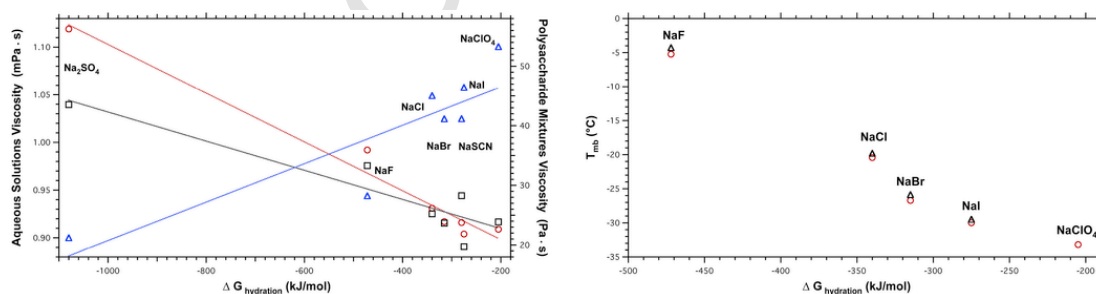 Aqueous Solutions Viscosity (mPa·s)
1.10
1.05
1.00
0.95
0.90
Na2SO4
NaClO4
NaI
NaCl
NaBr NaSCN
NaF
50
40
30
20
Polysaccharide Mixtures Viscosity (Pa·s)
-1000 -800 -600 -400 -200
Δ Ghydration (kJ/mol)
Tmb (°C)
0
-5
-10
-15
-20
-25
-30
-35
NaF
NaCl
NaBr
NaI
NaClO4
-500 -450 -400 -350 -300 -250 -200
Δ Ghydration (kJ/mol)